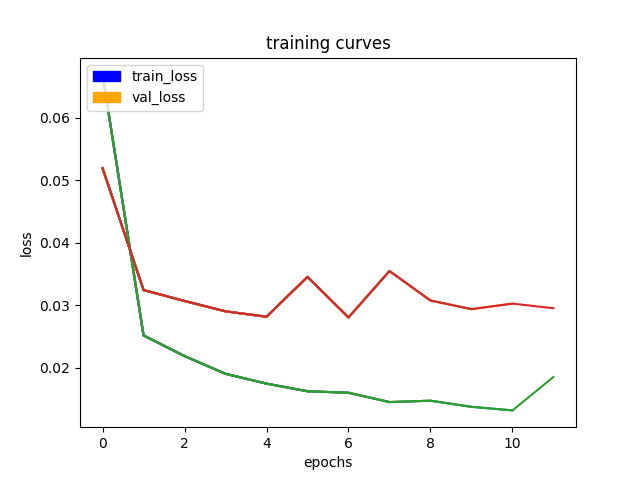 training curves
train_loss
val_loss
0.06
0.05
0.04
0.03
0.02
loss
0 2 4 6 8 10
epochs